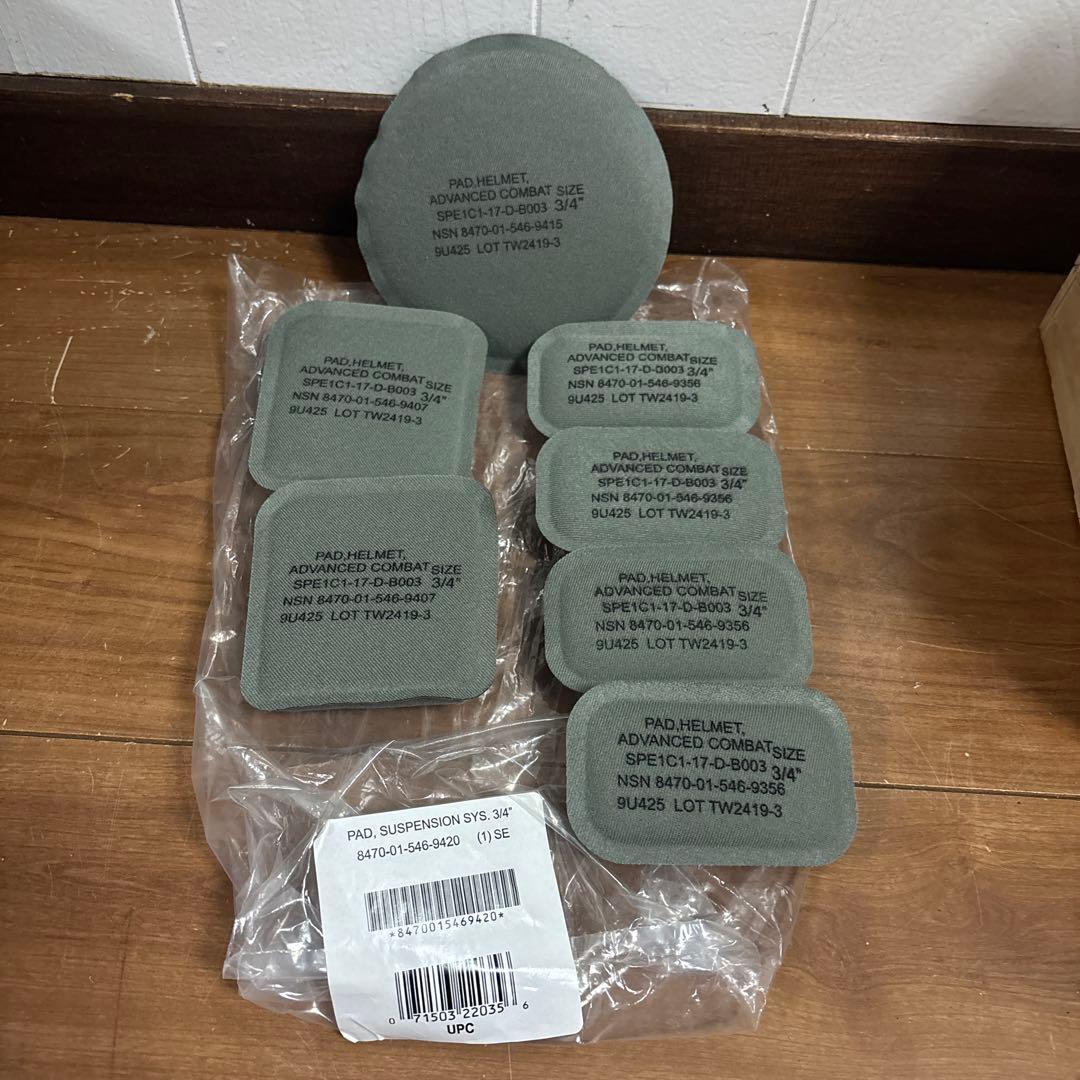 PAD,HELMET,
ADVANCED COMBAT SIZE
SPE1C1-17-D-B003 3/4"
NSN 8470-01-546-9415
9U425 LOT TW2419-3
PAD,HELMET,
ADVANCED COMBAT SIZE
SPE1C1-17-D-B003 3/4"
NSN 8470-01-546-9407
9U425 LOT TW2419-3
PAD,HELMET,
ADVANCED COMBAT SIZE
SPE1C1-17-D-B003 3/4"
NSN 8470-01-546-9407
9U425 LOT TW2419-3
PAD,HELMET,
ADVANCED COMBAT SIZE
SPE1C1-17-D-B003 3/4"
NSN 8470-01-546-9356
9U425 LOT TW2419-3
PAD,HELMET,
ADVANCED COMBAT SIZE
SPE1C1-17-D-B003 3/4"
NSN 8470-01-546-9356
9U425 LOT TW2419-3
PAD,HELMET,
ADVANCED COMBAT SIZE
SPE1C1-17-D-B003 3/4"
NSN 8470-01-546-9356
9U425 LOT TW2419-3
PAD,HELMET,
ADVANCED COMBAT SIZE
SPE1C1-17-D-B003 3/4"
NSN 8470-01-546-9356
9U425 LOT TW2419-3
PAD, SUSPENSION SYS. 3/4"
8470-01-546-9420 (1) SE
*8470015469420*
0 71503 22035 6
UPC